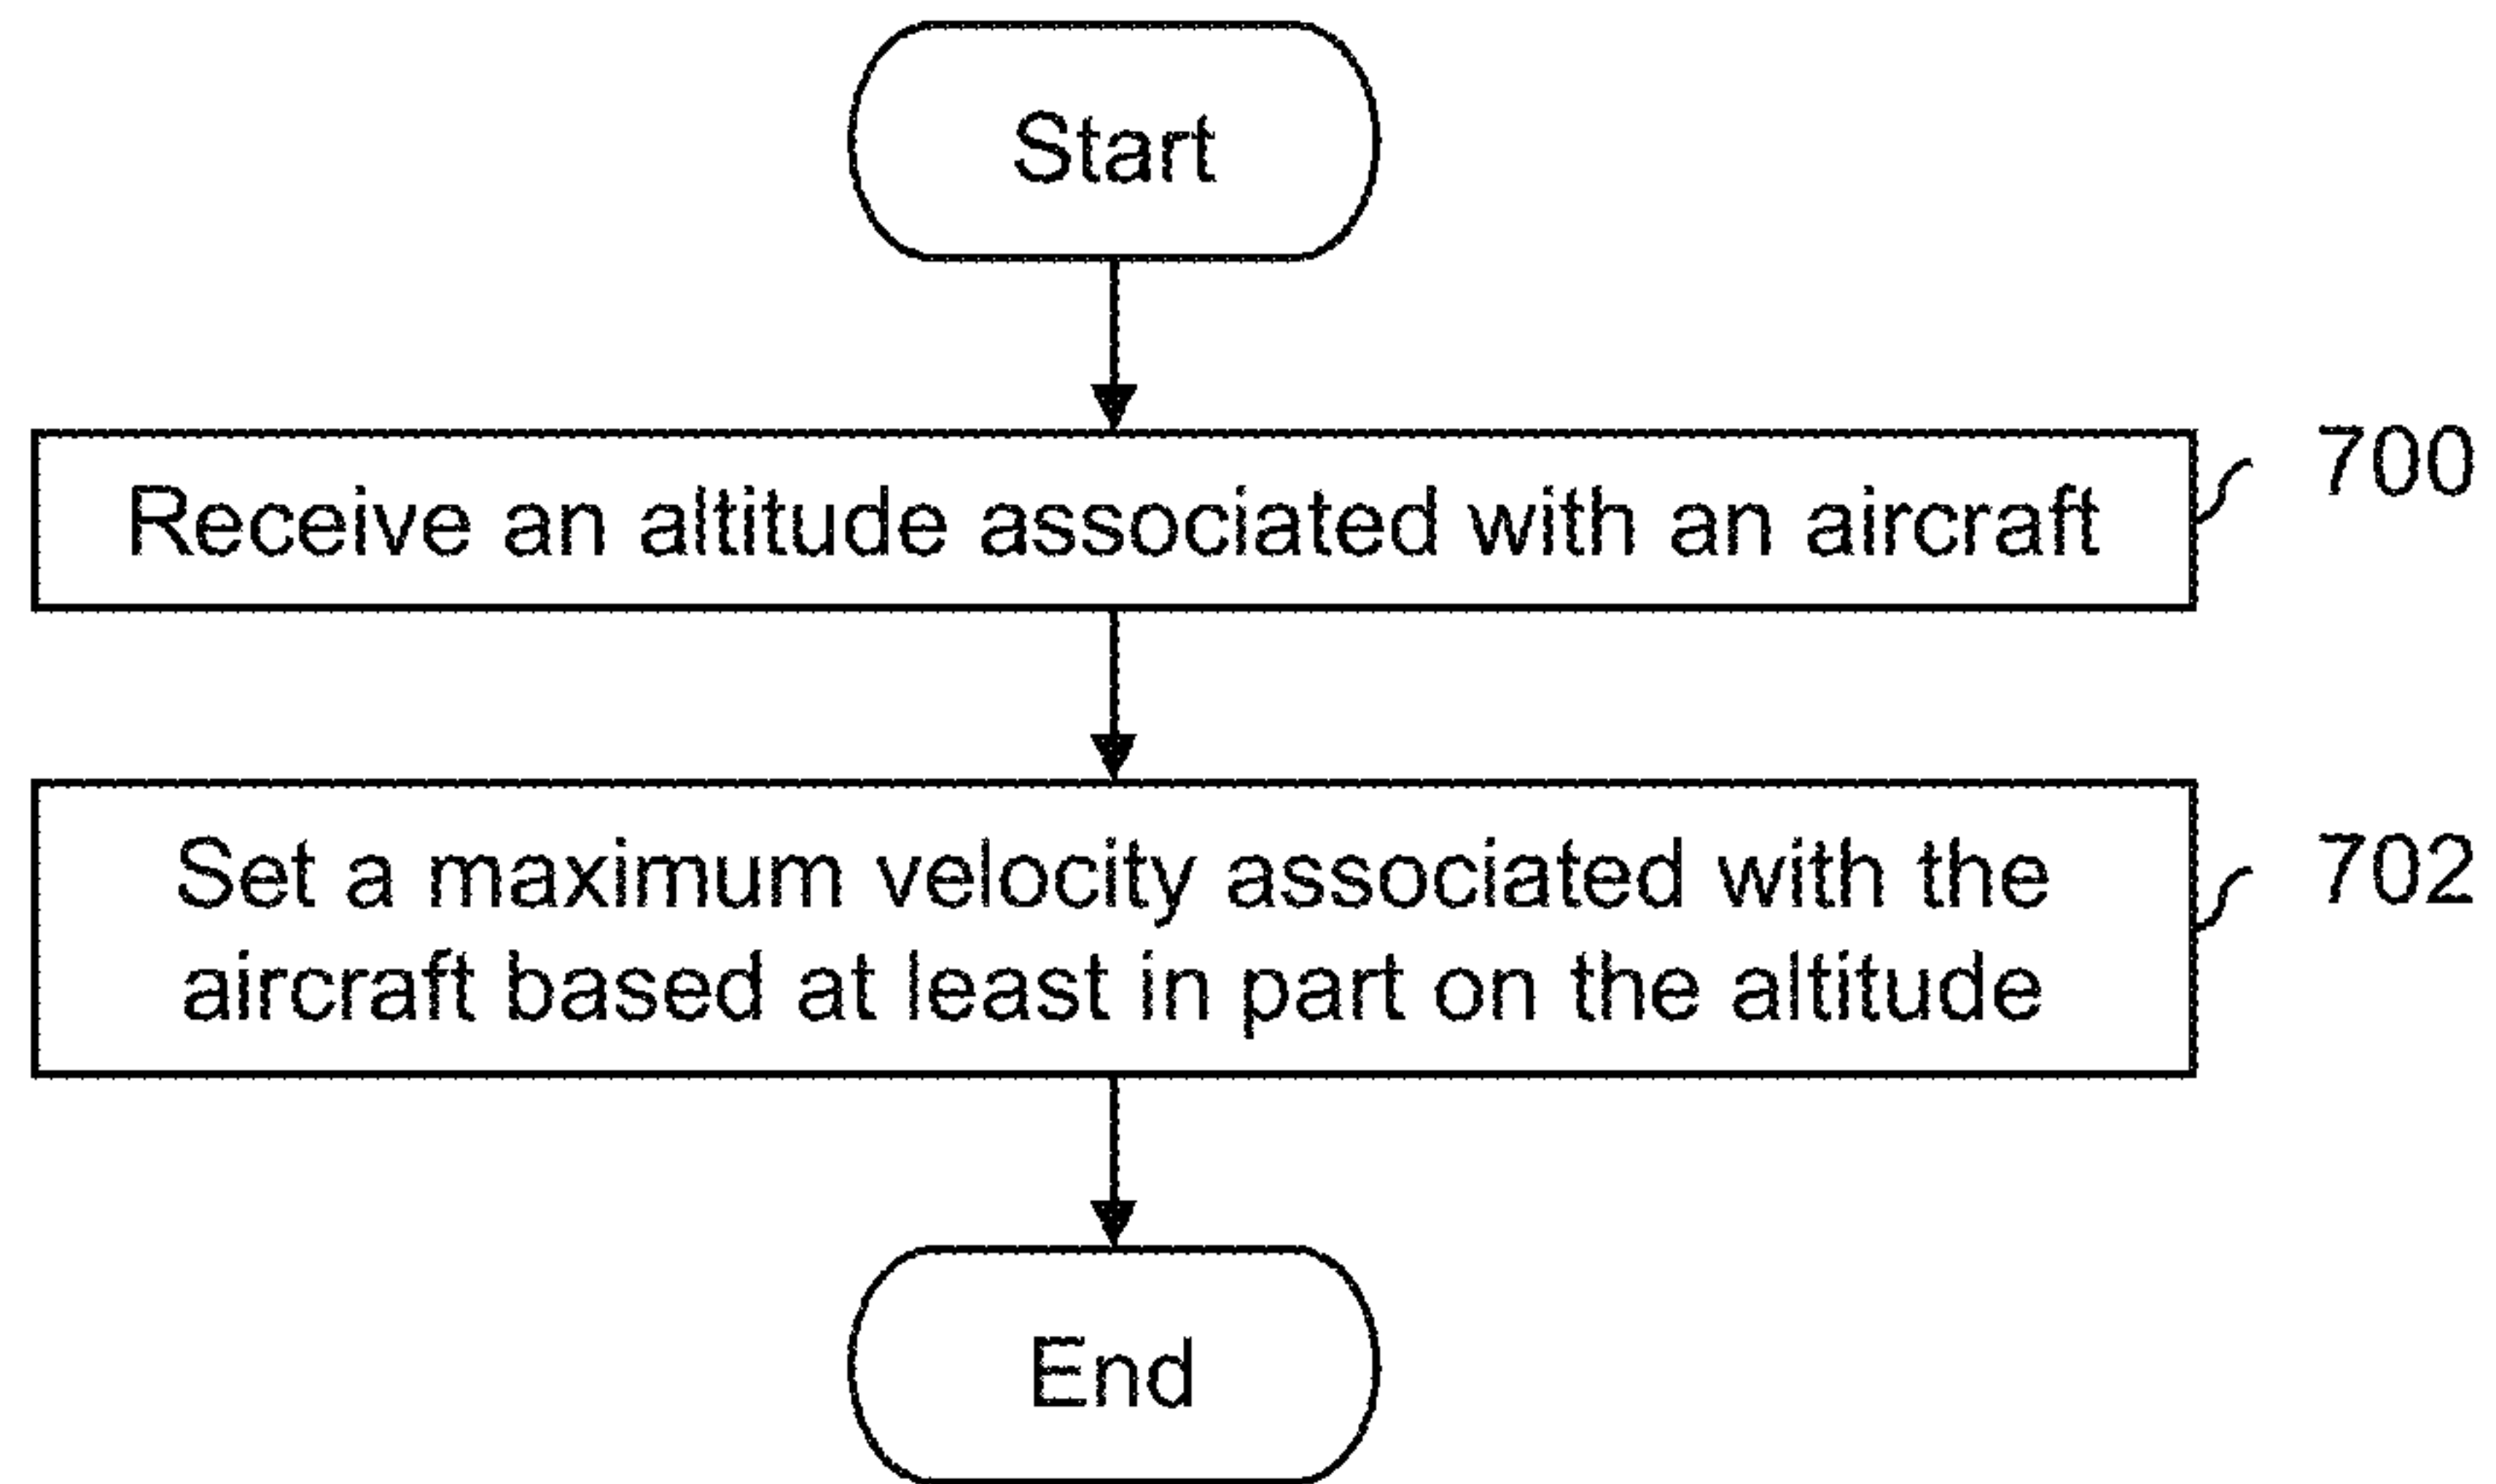 Start
Receive an altitude associated with an aircraft
700
Set a maximum velocity associated with the
aircraft based at least in part on the altitude
702
End